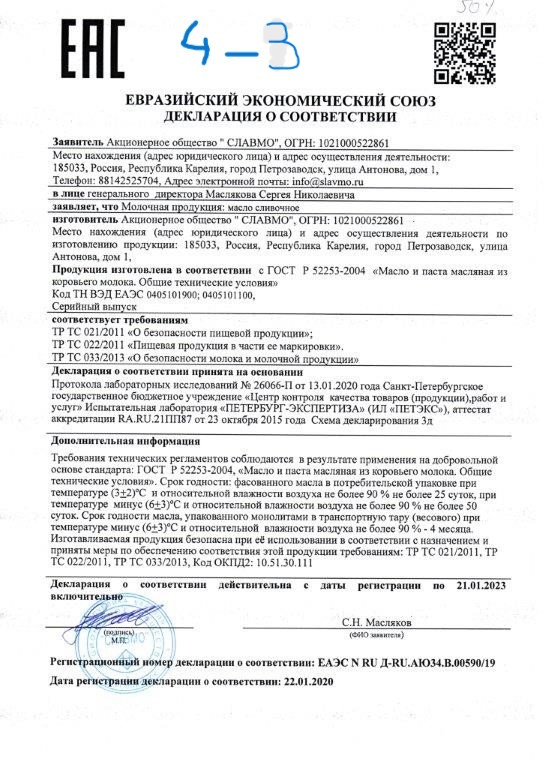 50%
ЕАС
4-3
ЕВРАЗИЙСКИЙ ЭКОНОМИЧЕСКИЙ СОЮЗ
ДЕКЛАРАЦИЯ О СООТВЕТСТВИИ
Заявитель Акционерное общество " СЛАВМО", ОГРН: 1021000522861
Место нахождения (адрес юридического лица) и адрес осуществления деятельности:
185033, Россия, Республика Карелия, город Петрозаводск, улица Антонова, дом 1,
Телефон: 88142525704, Адрес электронной почты: info@slavmo.ru
в лице генерального директора Маслякова Сергея Николаевича
заявляет, что Молочная продукция: масло сливочное
изготовитель Акционерное общество " СЛАВМО", ОГРН: 1021000522861
Место нахождения (адрес юридического лица) и адрес осуществления деятельности по
изготовлению продукции: 185033, Россия, Республика Карелия, город Петрозаводск, улица
Антонова, дом 1,
Продукция изготовлена в соответствии с ГОСТ Р 52253-2004 «Масло и паста масляная из
коровьего молока. Общие технические условия»
Код ТН ВЭД ЕАЭС 0405101900; 0405101100,
Серийный выпуск
соответствует требованиям
ТР ТС 021/2011 «О безопасности пищевой продукции»;
ТР ТС 022/2011 «Пищевая продукция в части ее маркировки».
ТР ТС 033/2013 «О безопасности молока и молочной продукции»
Декларация о соответствии принята на основании
Протокола лабораторных исследований № 26066-П от 13.01.2020 года Санкт-Петербургское
государственное бюджетное учреждение «Центр контроля качества товаров (продукции),работ и
услуг» Испытательная лаборатория «ПЕТЕРБУРГ-ЭКСПЕРТИЗА» (ИЛ «ПЕТЭКС»), аттестат
аккредитации RA.RU.21ПП87 от 23 октября 2015 года Схема декларирования 3д
Дополнительная информация
Требования технических регламентов соблюдаются в результате применения на добровольной
основе стандарта: ГОСТ Р 52253-2004, «Масло и паста масляная из коровьего молока. Общие
технические условия». Срок годности: фасованного масла в потребительской упаковке при
температуре (3±2)ºС и относительной влажности воздуха не более 90 % не более 25 суток, при
температуре минус (6±3)ºС и относительной влажности воздуха не более 90 % не более 50
суток. Срок годности масла, упакованного монолитами в транспортную тару (весового) при
температуре минус (6±3)ºС и относительной влажности воздуха не более 90 % - 4 месяца.
Изготавливаемая продукция безопасна при её использовании в соответствии с назначением и
приняты меры по обеспечению соответствия этой продукции требованиям: ТР ТС 021/2011, ТР
ТС 022/2011, ТР ТС 033/2013, Код ОКПД2: 10.51.30.111
Декларация о соответствии действительна с даты регистрации по 21.01.2023
включительно
С.Н. Масляков
(подпись)
М.П.
(ФИО заявителя)
СЛАВМО
Регистрационный номер декларации о соответствии: ЕАЭС N RU Д-RU.АЮ34.В.00590/19
Дата регистрации декларации о соответствии: 22.01.2020